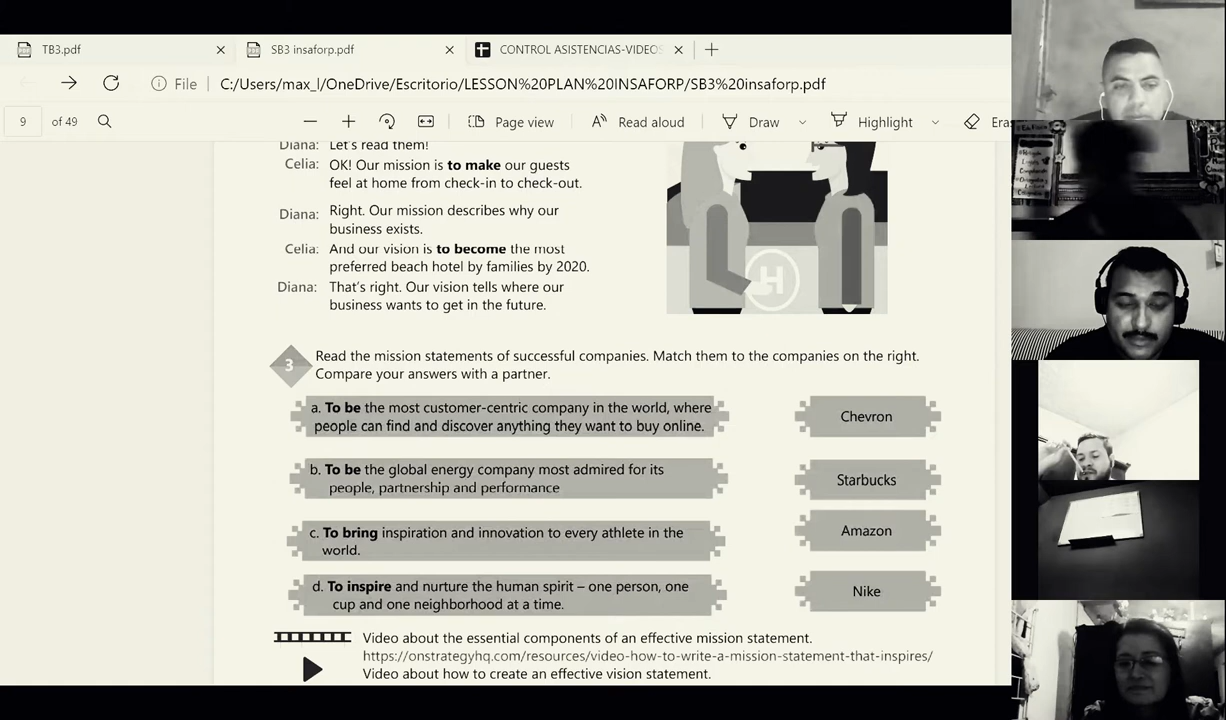 TB3.pdf
SB3 insaforp.pdf
CONTROL ASISTENCIAS-VIDEOS
File
C:/Users/max_l/OneDrive/Escritorio/LESSON%20PLAN%20INSAFORP/SB3%20insaforp.pdf
9 of 49
Page view
Read aloud
Draw
Highlight
Eras
Diana: Let's read them!
Celia: OK! Our mission is to make our guests
feel at home from check-in to check-out.
Diana: Right. Our mission describes why our
business exists.
Celia: And our vision is to become the most
preferred beach hotel by families by 2020.
Diana: That's right. Our vision tells where our
business wants to get in the future.
H
3 Read the mission statements of successful companies. Match them to the companies on the right.
Compare your answers with a partner.
a. To be the most customer-centric company in the world, where
people can find and discover anything they want to buy online.
Chevron
b. To be the global energy company most admired for its
people, partnership and performance
Starbucks
c. To bring inspiration and innovation to every athlete in the
world.
Amazon
d. To inspire and nurture the human spirit – one person, one
cup and one neighborhood at a time.
Nike
Video about the essential components of an effective mission statement.
https://onstrategyhq.com/resources/video-how-to-write-a-mission-statement-that-inspires/
Video about how to create an effective vision statement.